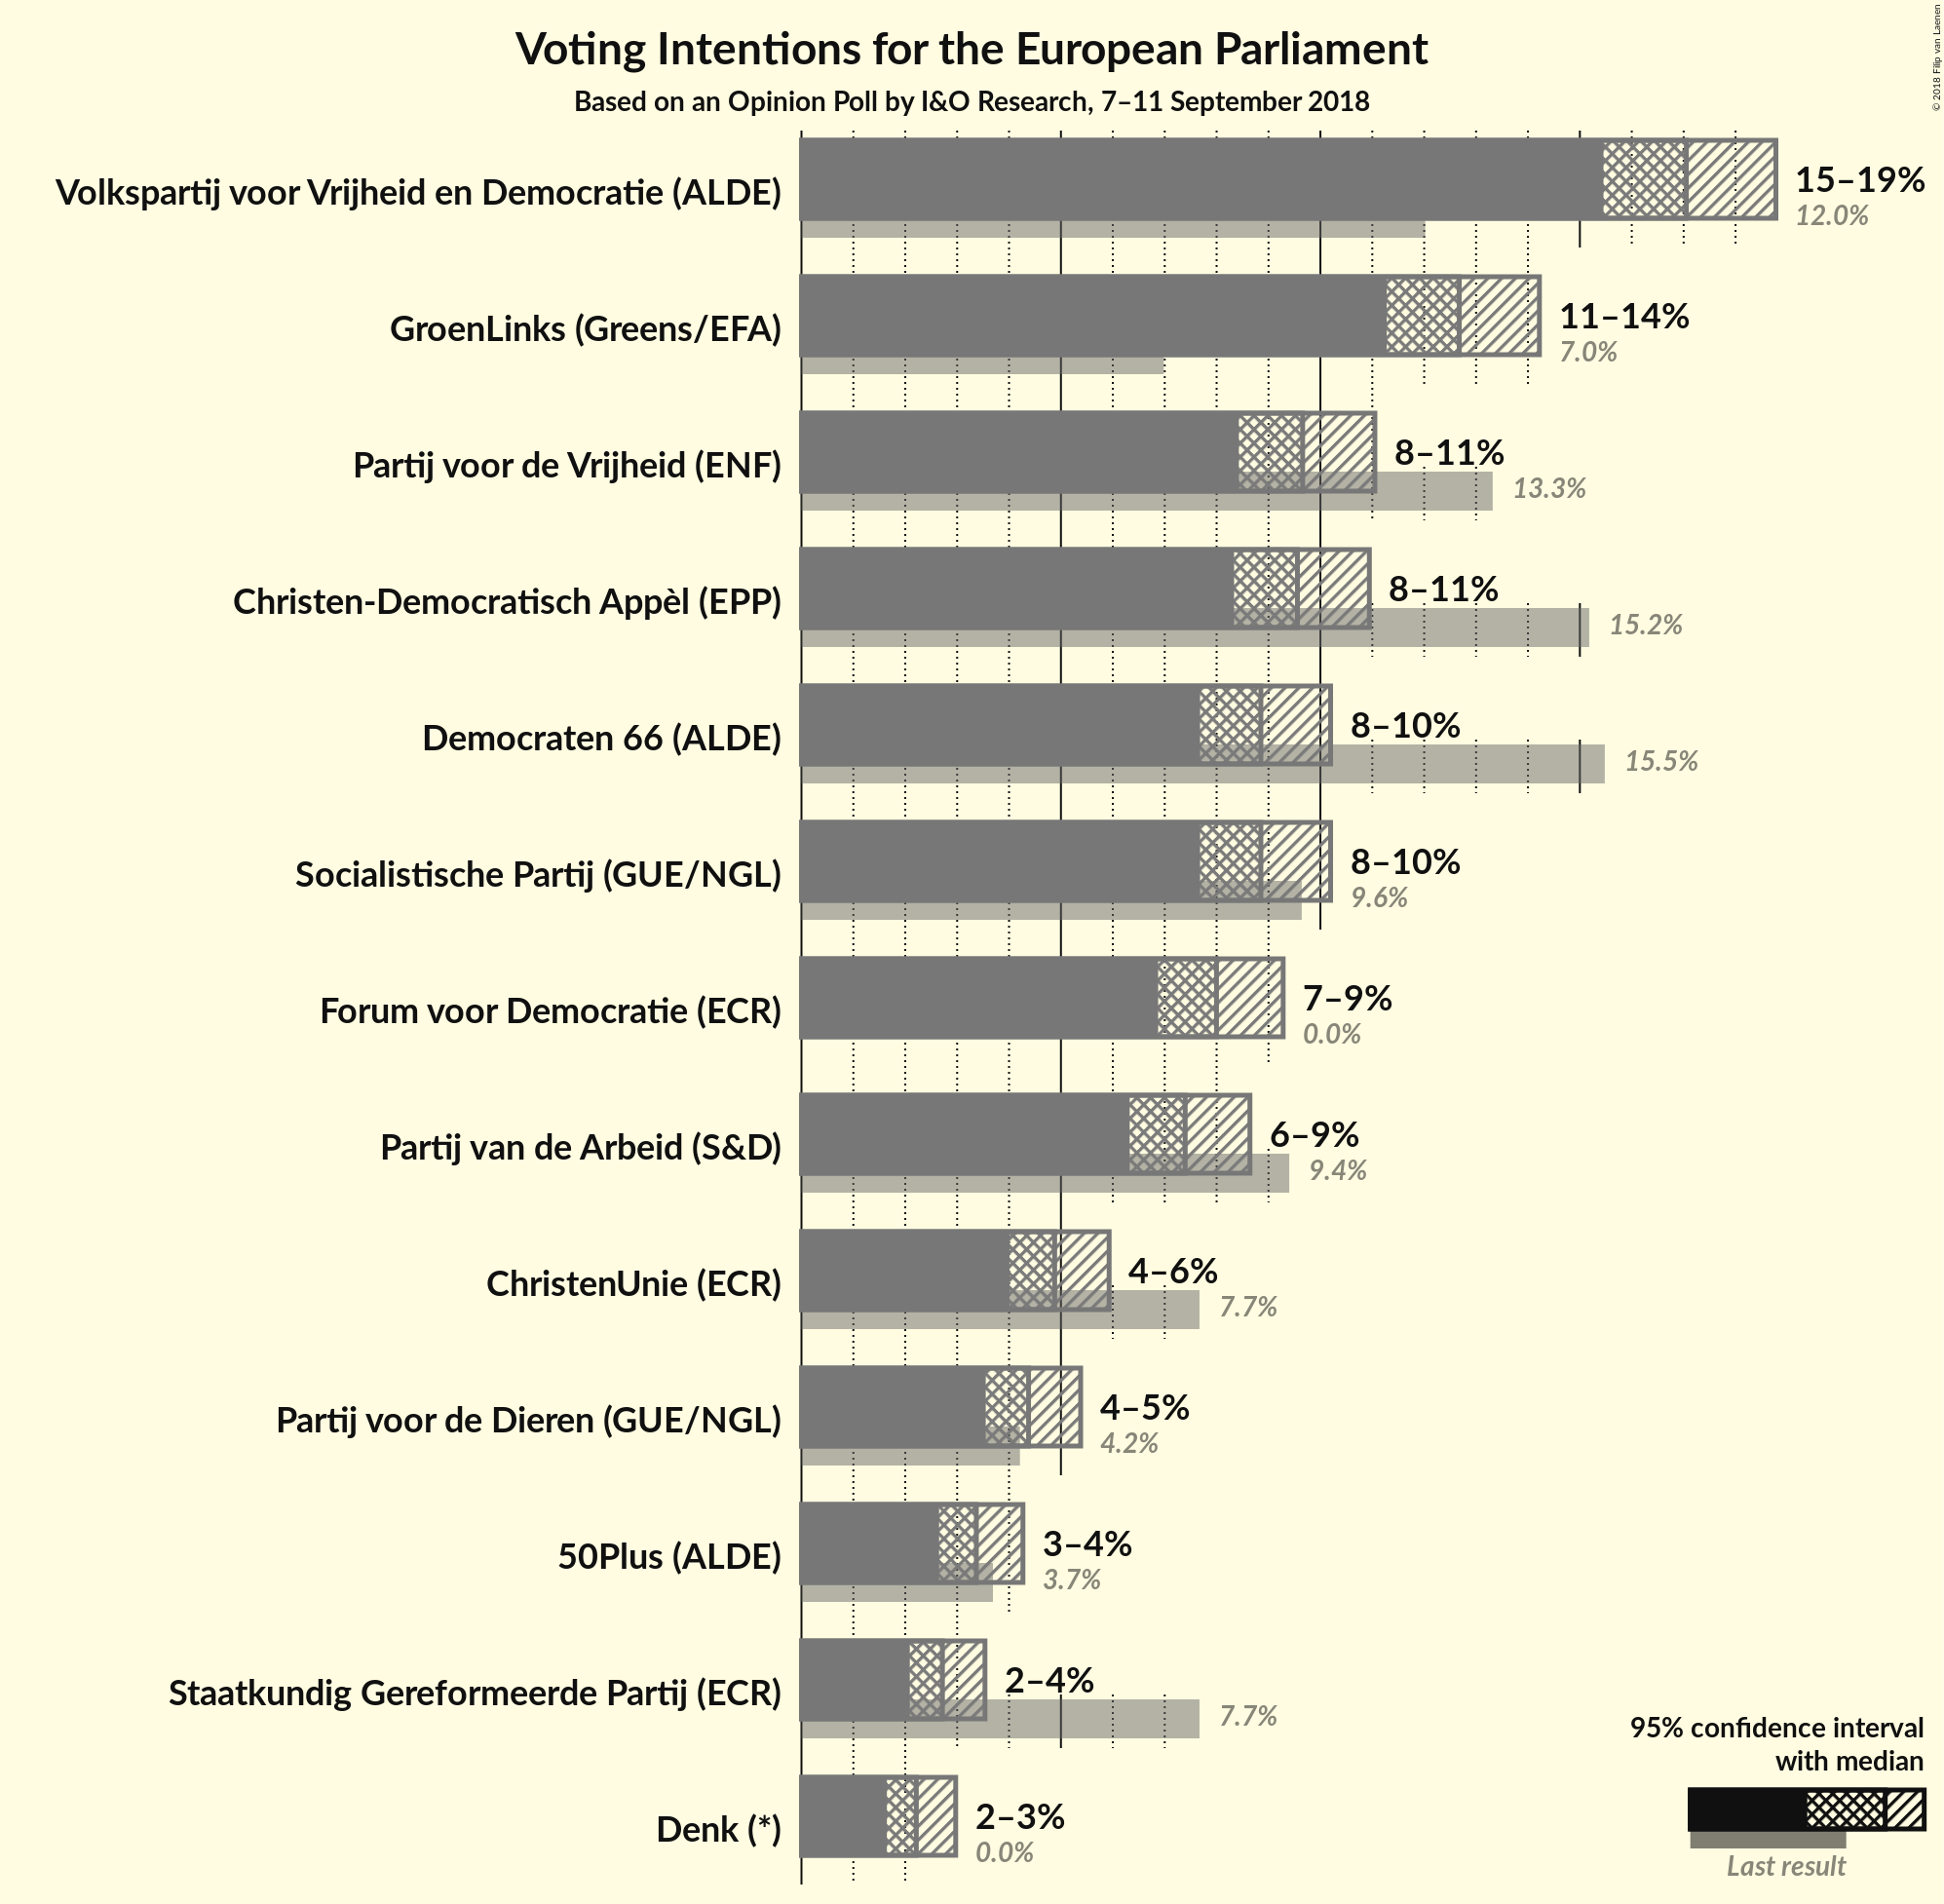 Voting Intentions for the European Parliament
Based on an Opinion Poll by I&O Research, 7–11 September 2018
© 2018 Filip van Laenen
Volkspartij voor Vrijheid en Democratie (ALDE)
15–19%
12.0%
GroenLinks (Greens/EFA)
11–14%
7.0%
Partij voor de Vrijheid (ENF)
8–11%
13.3%
Christen-Democratisch Appèl (EPP)
8–11%
15.2%
Democraten 66 (ALDE)
8–10%
15.5%
Socialistische Partij (GUE/NGL)
8–10%
9.6%
Forum voor Democratie (ECR)
7–9%
0.0%
Partij van de Arbeid (S&D)
6–9%
9.4%
ChristenUnie (ECR)
4–6%
7.7%
Partij voor de Dieren (GUE/NGL)
4–5%
4.2%
50Plus (ALDE)
3–4%
3.7%
Staatkundig Gereformeerde Partij (ECR)
2–4%
7.7%
Denk (*)
2–3%
0.0%
95% confidence interval
with median
Last result